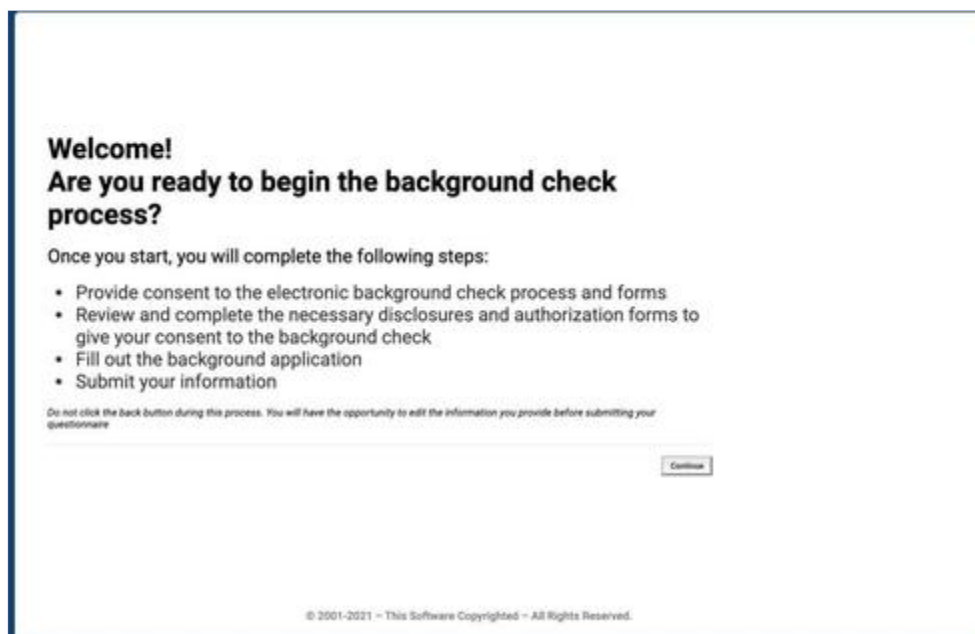 Welcome!
Are you ready to begin the background check
process?
Once you start, you will complete the following steps:
• Provide consent to the electronic background check process and forms
• Review and complete the necessary disclosures and authorization forms to
give your consent to the background check
• Fill out the background application
• Submit your information
Do not click the back button during this process. You will have the opportunity to edit the information you provide before submitting your
questionnaire
Continue
© 2001-2021 – This Software Copyrighted – All Rights Reserved.